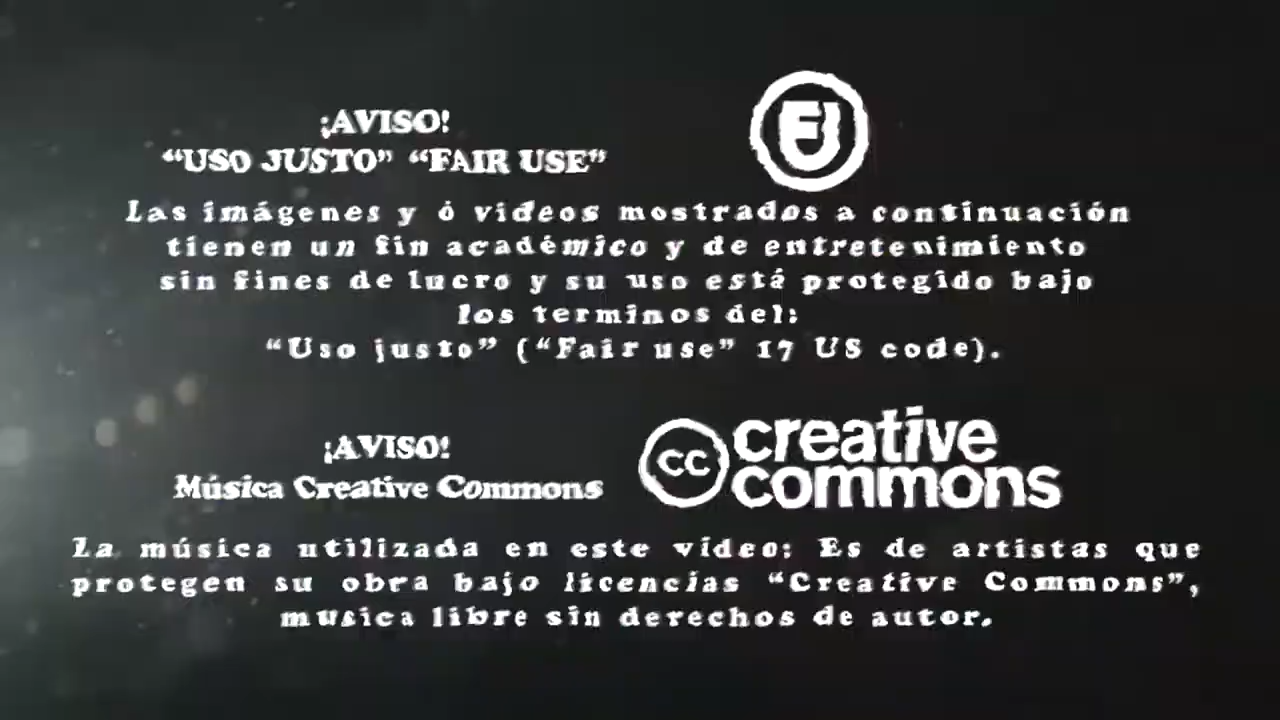 ¡AVISO!
“USO JUSTO” “FAIR USE”
FU
Las imágenes y ó videos mostrados a continuación
tienen un fin académico y de entretenimiento
sin fines de lucro y su uso está protegido bajo
los terminos del:
“Uso justo” (“Fair use” 17 US code).
¡AVISO!
Música Creative Commons
cc creative
commons
La música utilizada en este vídeo: Es de artistas que
protegen su obra bajo licencias “Creative Commons”,
musica libre sin derechos de autor.